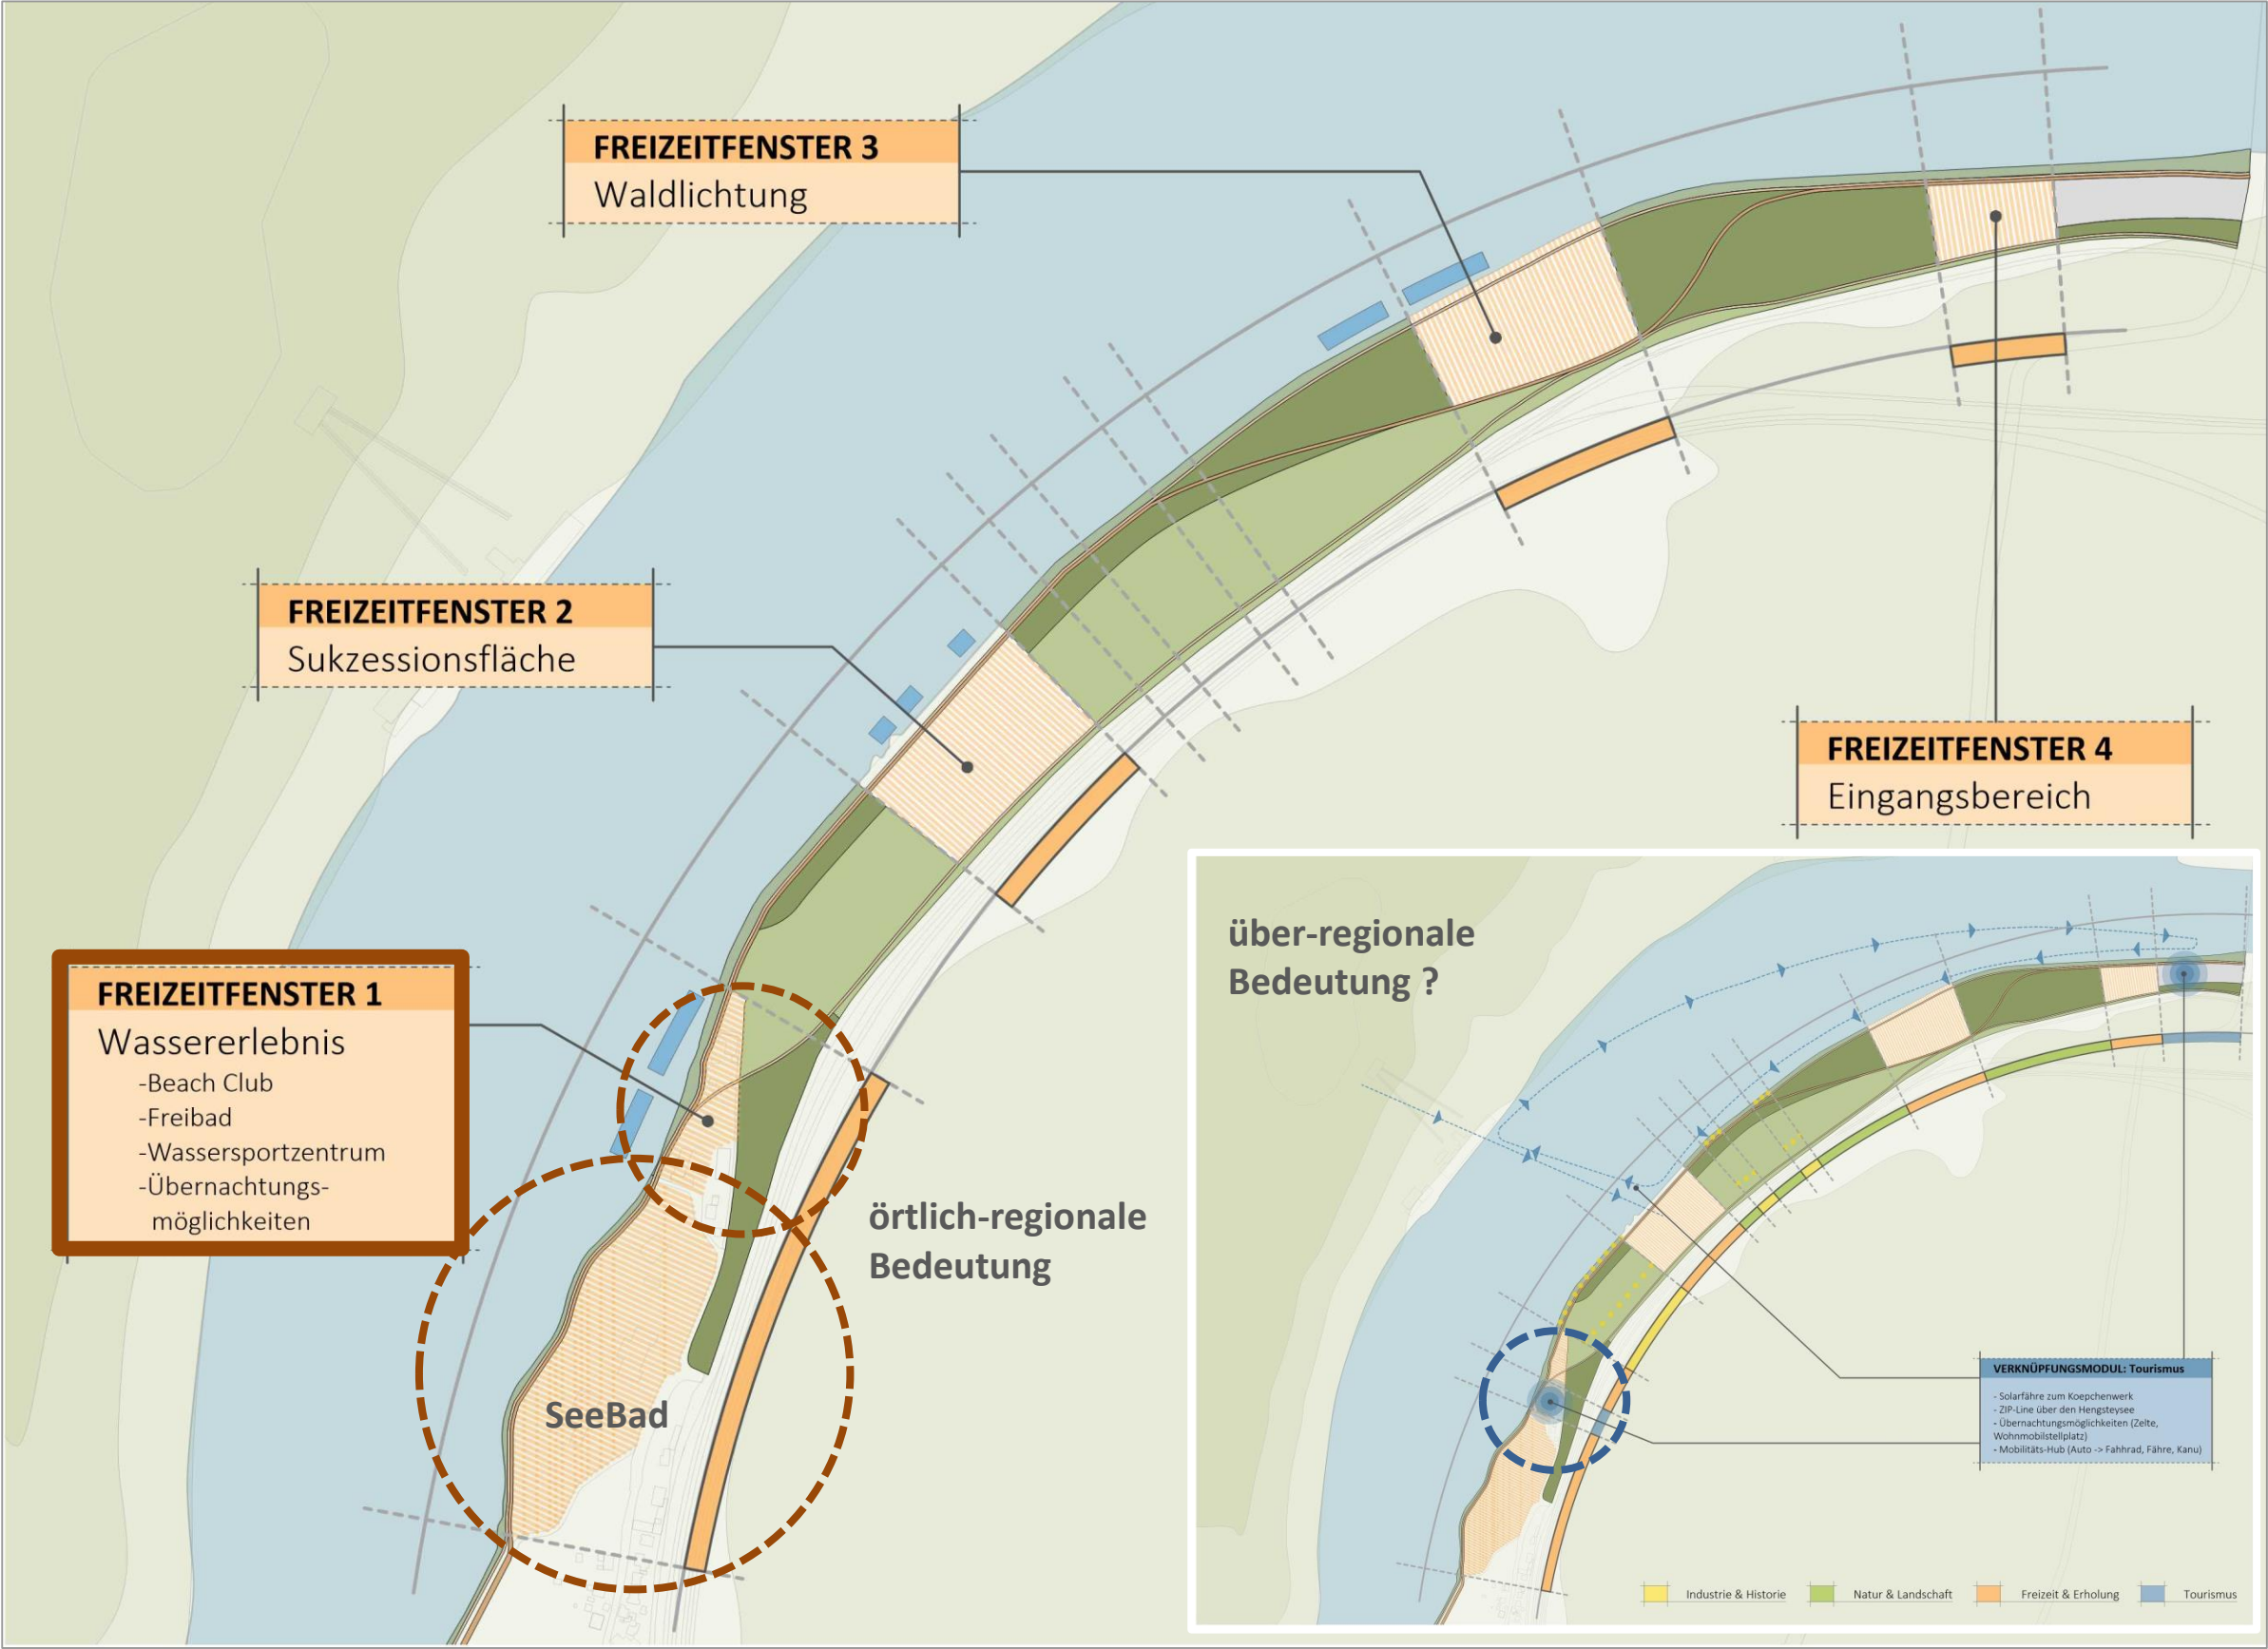 FREIZEITFENSTER 3
Waldlichtung
FREIZEITFENSTER 2
Sukzessionsfläche
FREIZEITFENSTER 4
Eingangsbereich
FREIZEITFENSTER 1
Wassererlebnis
-Beach Club
-Freibad
-Wassersportzentrum
-Übernachtungs-
möglichkeiten
örtlich-regionale
Bedeutung
SeeBad
über-regionale
Bedeutung ?
VERKNÜPFUNGSMODUL: Tourismus
- Solarfähre zum Koepchenwerk
- ZIP-Line über den Hengsteysee
- Übernachtungsmöglichkeiten (Zelte,
Wohnmobilstellplatz)
- Mobilitäts-Hub (Auto -> Fahhrad, Fähre, Kanu)
Industrie & Historie
Natur & Landschaft
Freizeit & Erholung
Tourismus